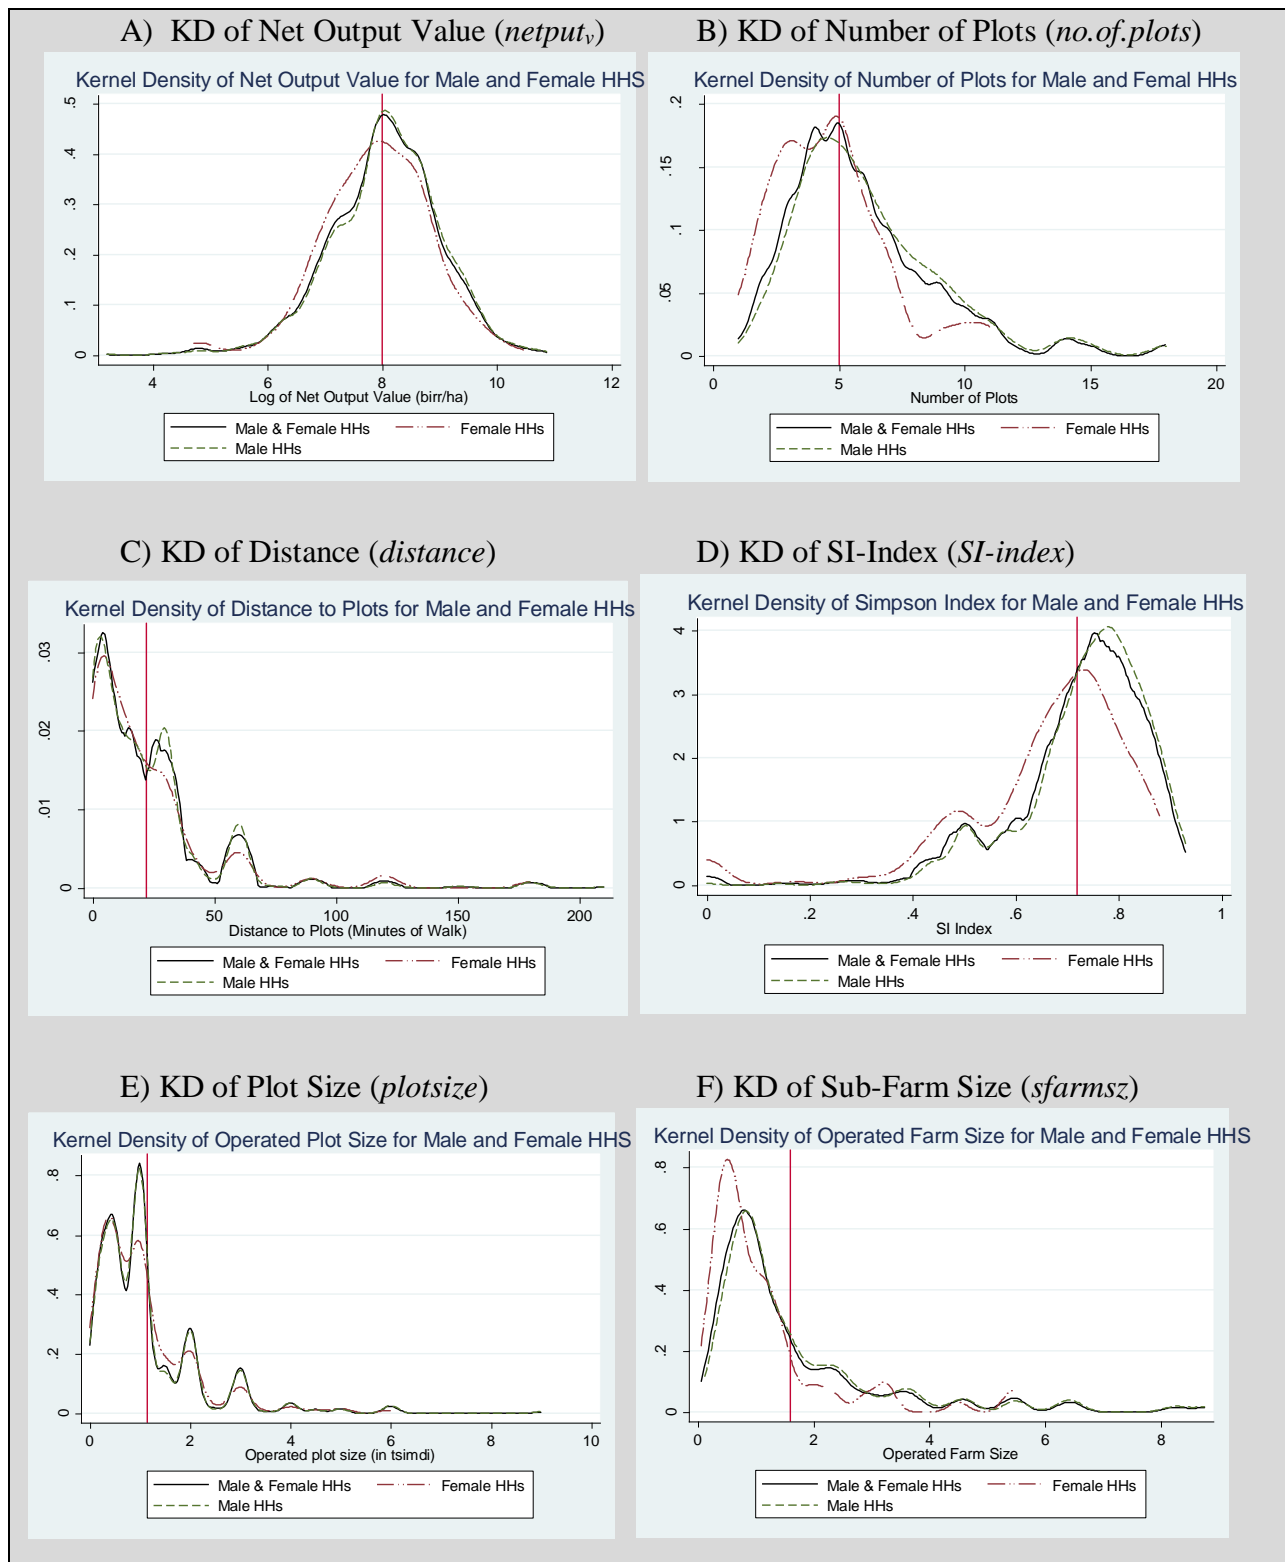 A) KD of Net Output Value (netputv)
Kernel Density of Net Output Value for Male and Female HHS
0 .1 .2 .3 .4 .5
4 6 8 10 12
Log of Net Output Value (birr/ha)
Male & Female HHs Female HHs
Male HHs
B) KD of Number of Plots (no.of.plots)
Kernel Density of Number of Plots for Male and Femal HHs
0 .05 .1 .15 .2
0 5 10 15 20
Number of Plots
Male & Female HHs Female HHs
Male HHs
C) KD of Distance (distance)
Kernel Density of Distance to Plots for Male and Female HHs
0 .01 .02 .03
0 50 100 150 200
Distance to Plots (Minutes of Walk)
Male & Female HHs Female HHs
Male HHs
D) KD of SI-Index (SI-index)
Kernel Density of Simpson Index for Male and Female HHs
0 1 2 3 4
0 .2 .4 .6 .8 1
SI Index
Male & Female HHs Female HHs
Male HHs
E) KD of Plot Size (plotsize)
Kernel Density of Operated Plot Size for Male and Female HHS
0 .2 .4 .6 .8
0 2 4 6 8 10
Operated plot size (in tsimdi)
Male & Female HHs Female HHs
Male HHs
F) KD of Sub-Farm Size (sfarmsz)
Kernel Density of Operated Farm Size for Male and Female HHS
0 .2 .4 .6 .8
0 2 4 6 8
Operated Farm Size
Male & Female HHs Female HHs
Male HHs